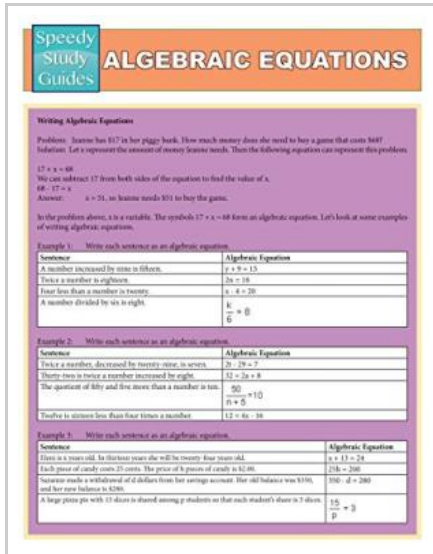 Speedy
Study
Guides
ALGEBRAIC EQUATIONS
Writing Algebraic Equations
Problem: Jeanne has $17 in her piggy bank. How much money does she need to buy a game that costs $68?
Solution: Let x represent the amount of money Jeanne needs. Then the following equation can represent this problem:
17 + x = 68
We can subtract 17 from both sides of the equation to find the value of x.
68 - 17 = x
Answer: x = 51, so Jeanne needs $51 to buy the game.
In the problem above, x is a variable. The symbols 17 + x = 68 form an algebraic equation. Let's look at some examples
of writing algebraic equations.
Example 1: Write each sentence as an algebraic equation.
Sentence Algebraic Equation
A number increased by nine is fifteen. y + 9 = 15
Twice a number is eighteen. 2n = 18
Four less than a number is twenty. x - 4 = 20
A number divided by six is eight. k/6 = 8
Example 2: Write each sentence as an algebraic equation.
Sentence Algebraic Equation
Twice a number, decreased by twenty-nine, is seven. 2t - 29 = 7
Thirty-two is twice a number increased by eight. 32 = 2a + 8
The quotient of fifty and five more than a number is ten. 50/n + 5 =10
Twelve is sixteen less than four times a number. 12 = 4x - 16
Example 3: Write each sentence as an algebraic equation.
Sentence Algebraic Equation
is x years old. In thirteen years she will be twenty-four years old. x + 13 = 24
Each piece of candy costs 25 cents. The price of h pieces of candy is $2.00. 25h = 200
Suzanne made a withdrawal of d dollars from her savings account. Her old balance was $350, 350 - d = 280
and her new balance is $280.
A large pizza pie with 15 slices is shared among p students so that each student's share is 3 slices. 15/p = 3